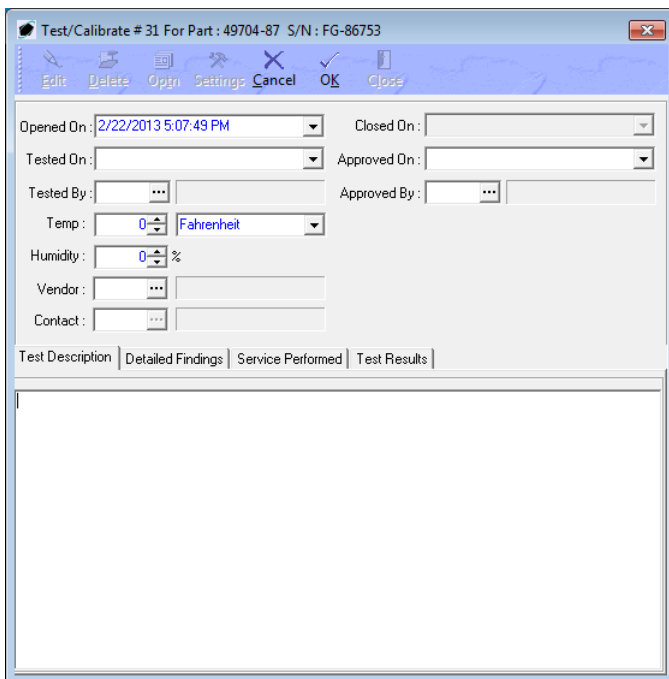 Test/Calibrate # 31 For Part : 49704-87 S/N : FG-86753
Edit Delete Optn Settings Cancel OK Close
Opened On : 2/22/2013 5:07:49 PM Closed On :
Tested On : Approved On :
Tested By : ... Approved By : ...
Temp : 0 Fahrenheit
Humidity : 0 %
Vendor : ...
Contact : ...
Test Description Detailed Findings Service Performed Test Results